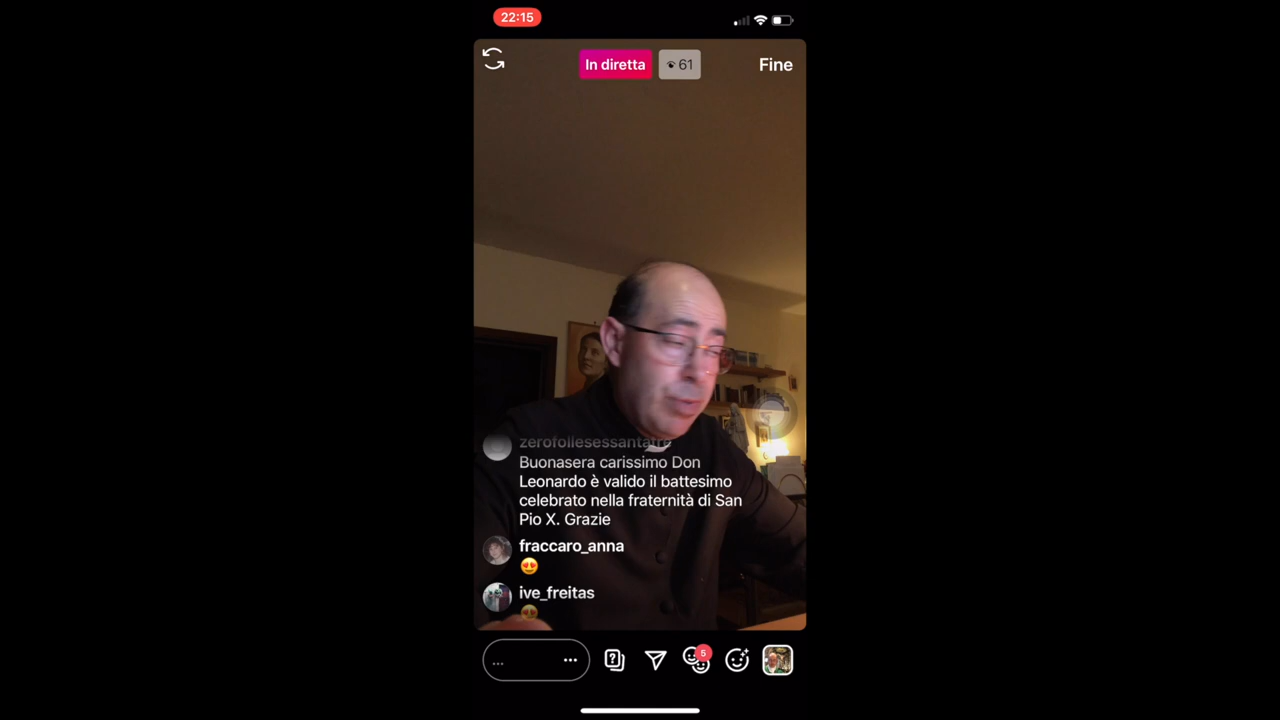 22:15
In diretta
61
Fine
Buonasera carissimo Don
Leonardo è valido il battesimo
celebrato nella fraternità di San
Pio X. Grazie
fraccaro_anna
😍
ive_freitas
😍
...
5